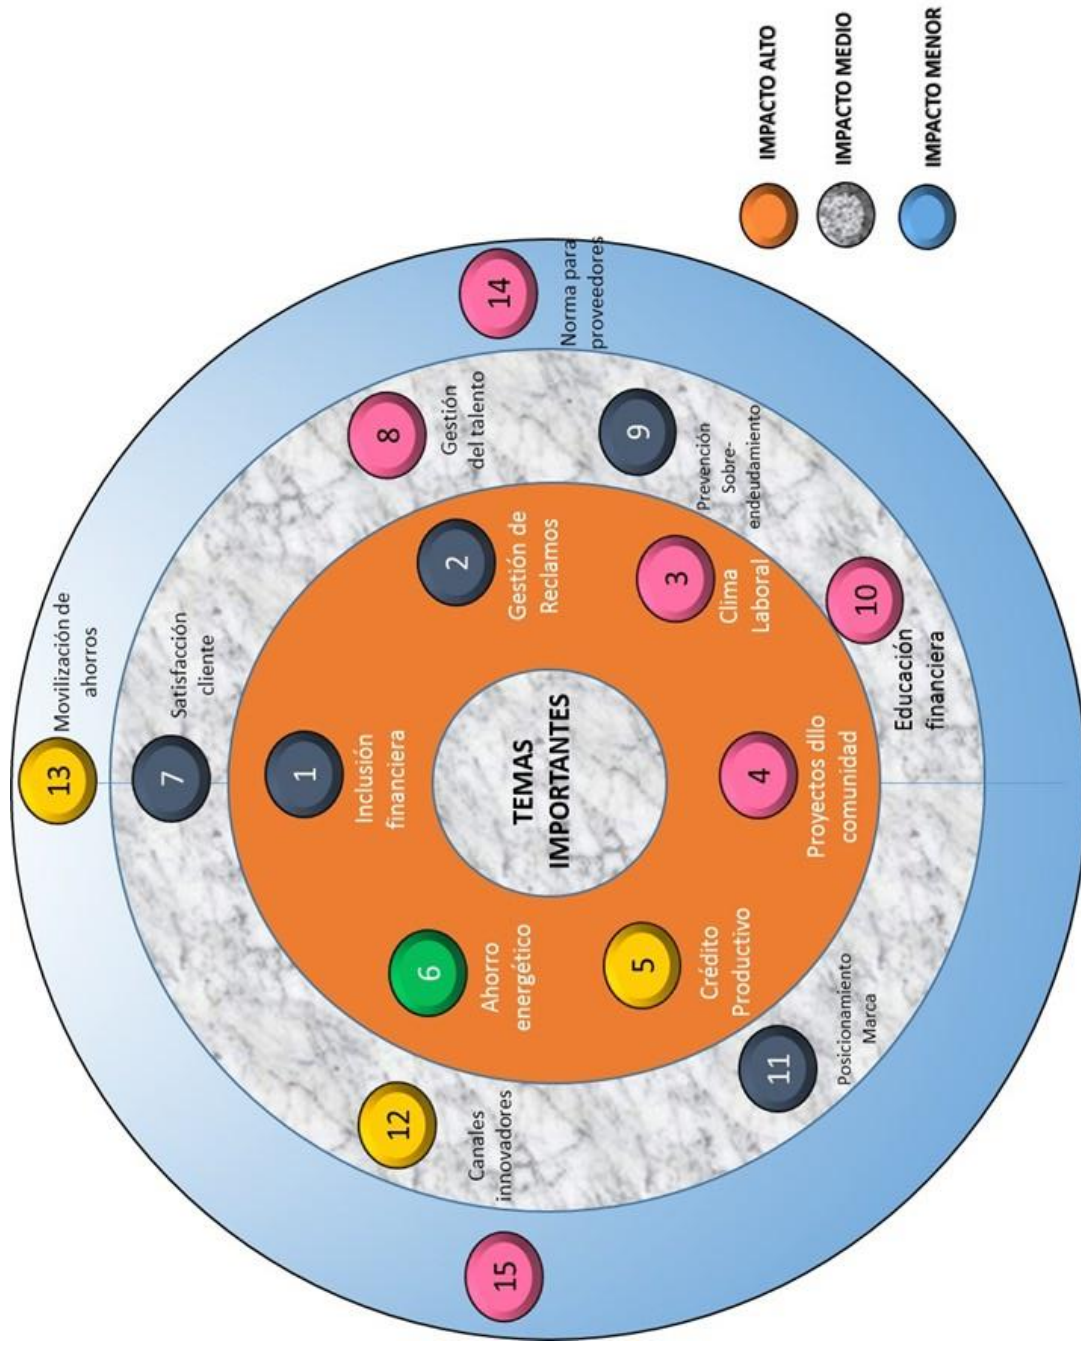 13
Movilización de
ahorros
7
Satisfacción
cliente
1
Inclusión
financiera
2
Gestión de
Reclamos
8
Gestión
del talento
14
Norma para
proveedores
9
Prevención
Sobre-
endeudamiento
3
Clima
Laboral
10
Educación
financiera
4
Proyectos dllo
comunidad
TEMAS
IMPORTANTES
6
Ahorro
energético
5
Crédito
Productivo
11
Posicionamiento
Marca
12
Canales
innovadores
15
IMPACTO ALTO
IMPACTO MEDIO
IMPACTO MENOR